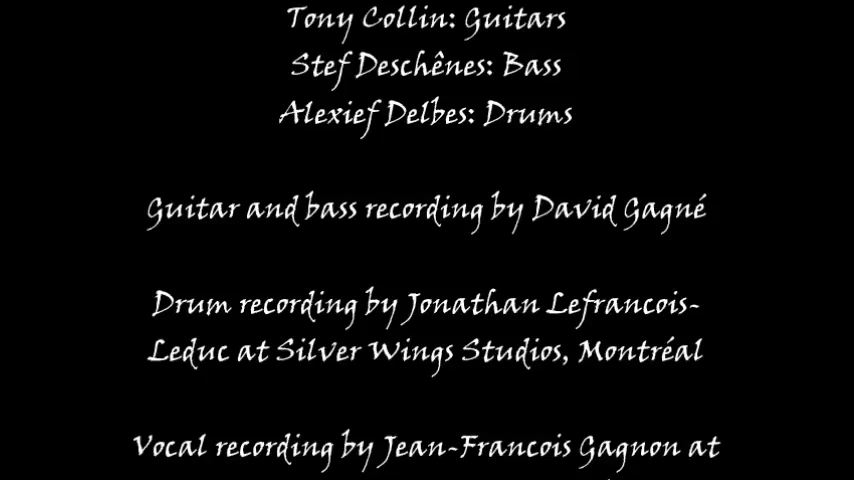 Tony Collin: Guitars
Stef Deschênes: Bass
Alexief Delbes: Drums
Guitar and bass recording by David Gagné
Drum recording by Jonathan Lefrancois-
Leduc at Silver Wings Studios, Montréal
Vocal recording by Jean-Francois Gagnon at